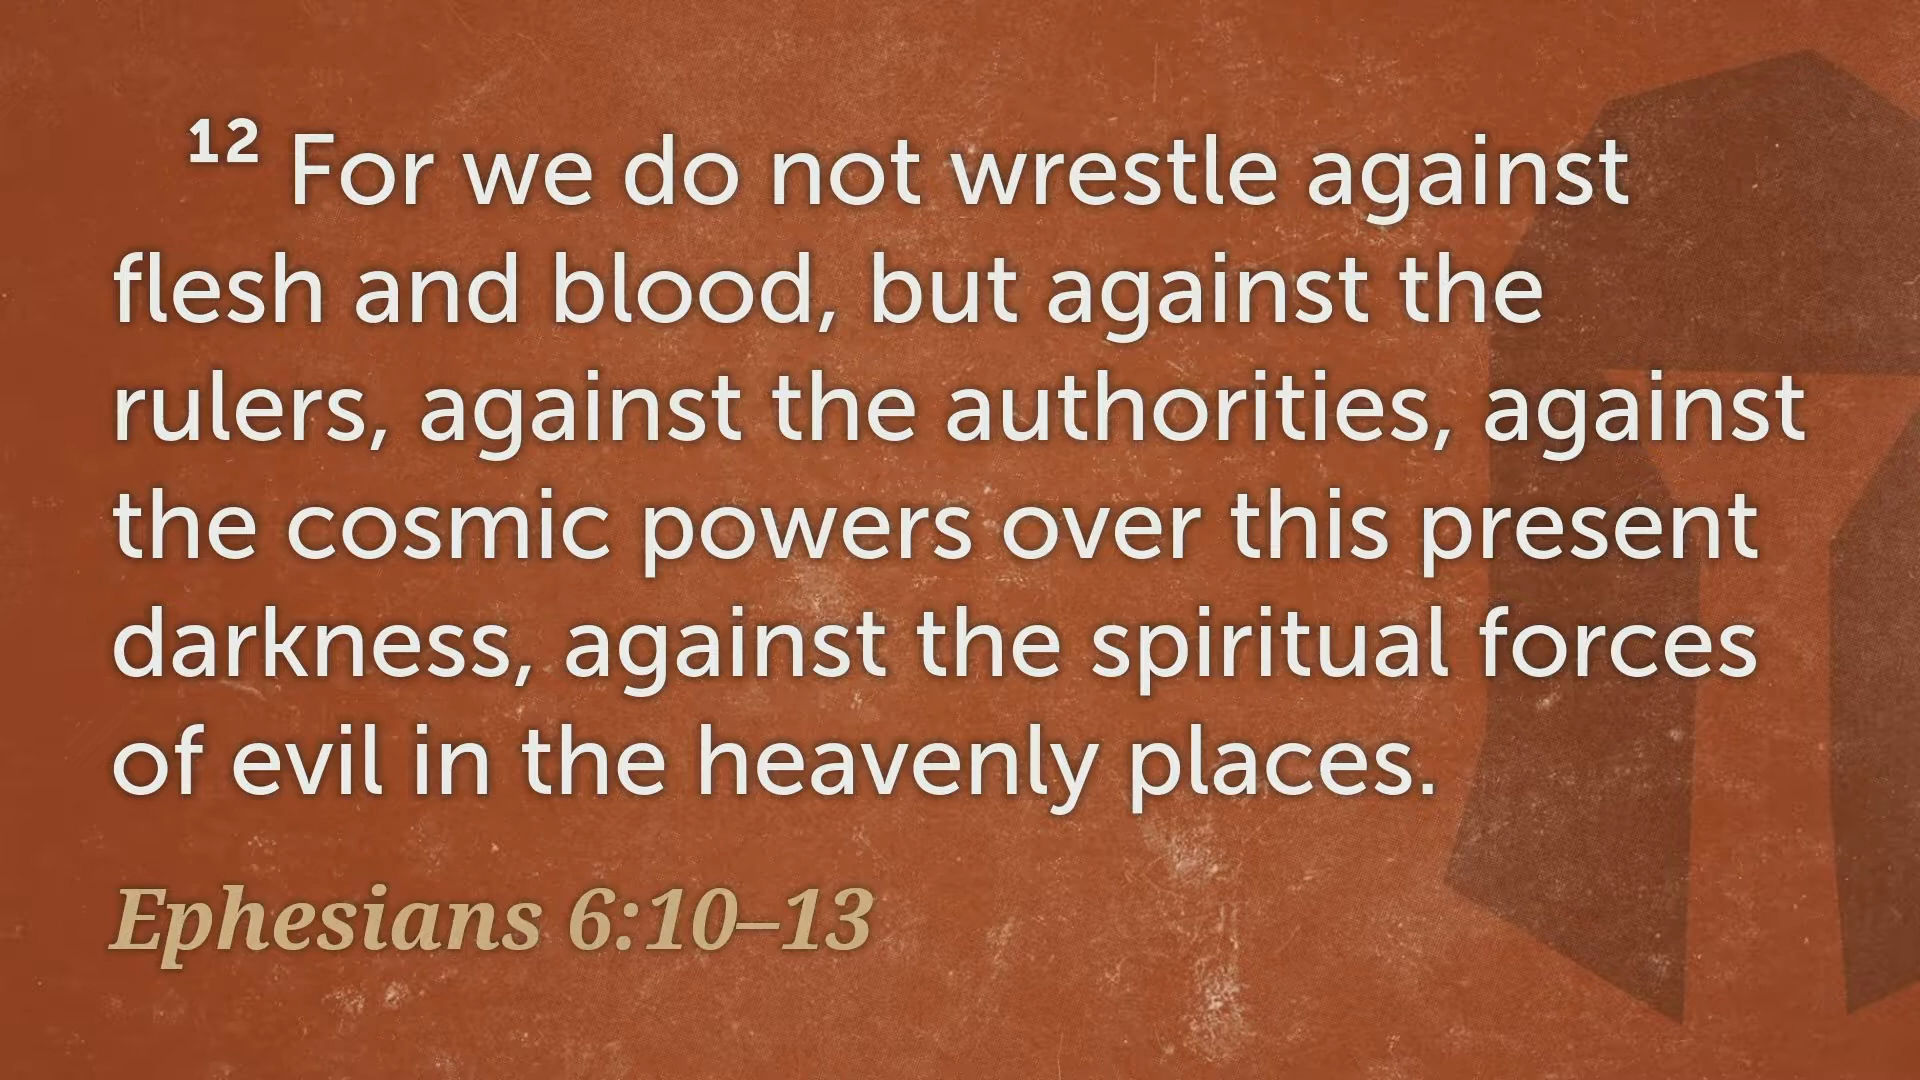 12 For we do not wrestle against
flesh and blood, but against the
rulers, against the authorities, against
the cosmic powers over this present
darkness, against the spiritual forces
of evil in the heavenly places.
Ephesians 6:10–13